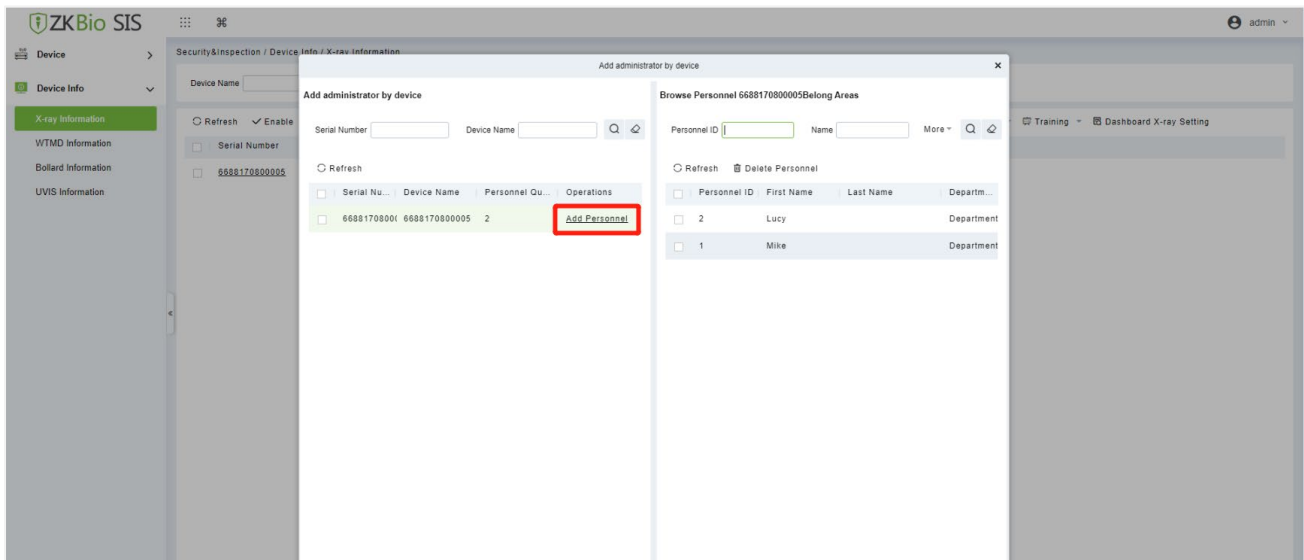 ZKBio SIS
admin
Device
Device Info
X-ray Information
WTMD Information
Bollard Information
UVIS Information
Security&Inspection / Device Info / X-ray Information
Device Name
Refresh Enable
Training Dashboard X-ray Setting
Serial Number
6688170800005
Add administrator by device
Add administrator by device
Serial Number Device Name
Refresh
Serial Nu... Device Name Personnel Qu... Operations
668817080 6688170800005 2 Add Personnel
Browse Personnel 6688170800005Belong Areas
Personnel ID Name More
Refresh Delete Personnel
Personnel ID First Name Last Name Departm...
2 Lucy Department
1 Mike Department